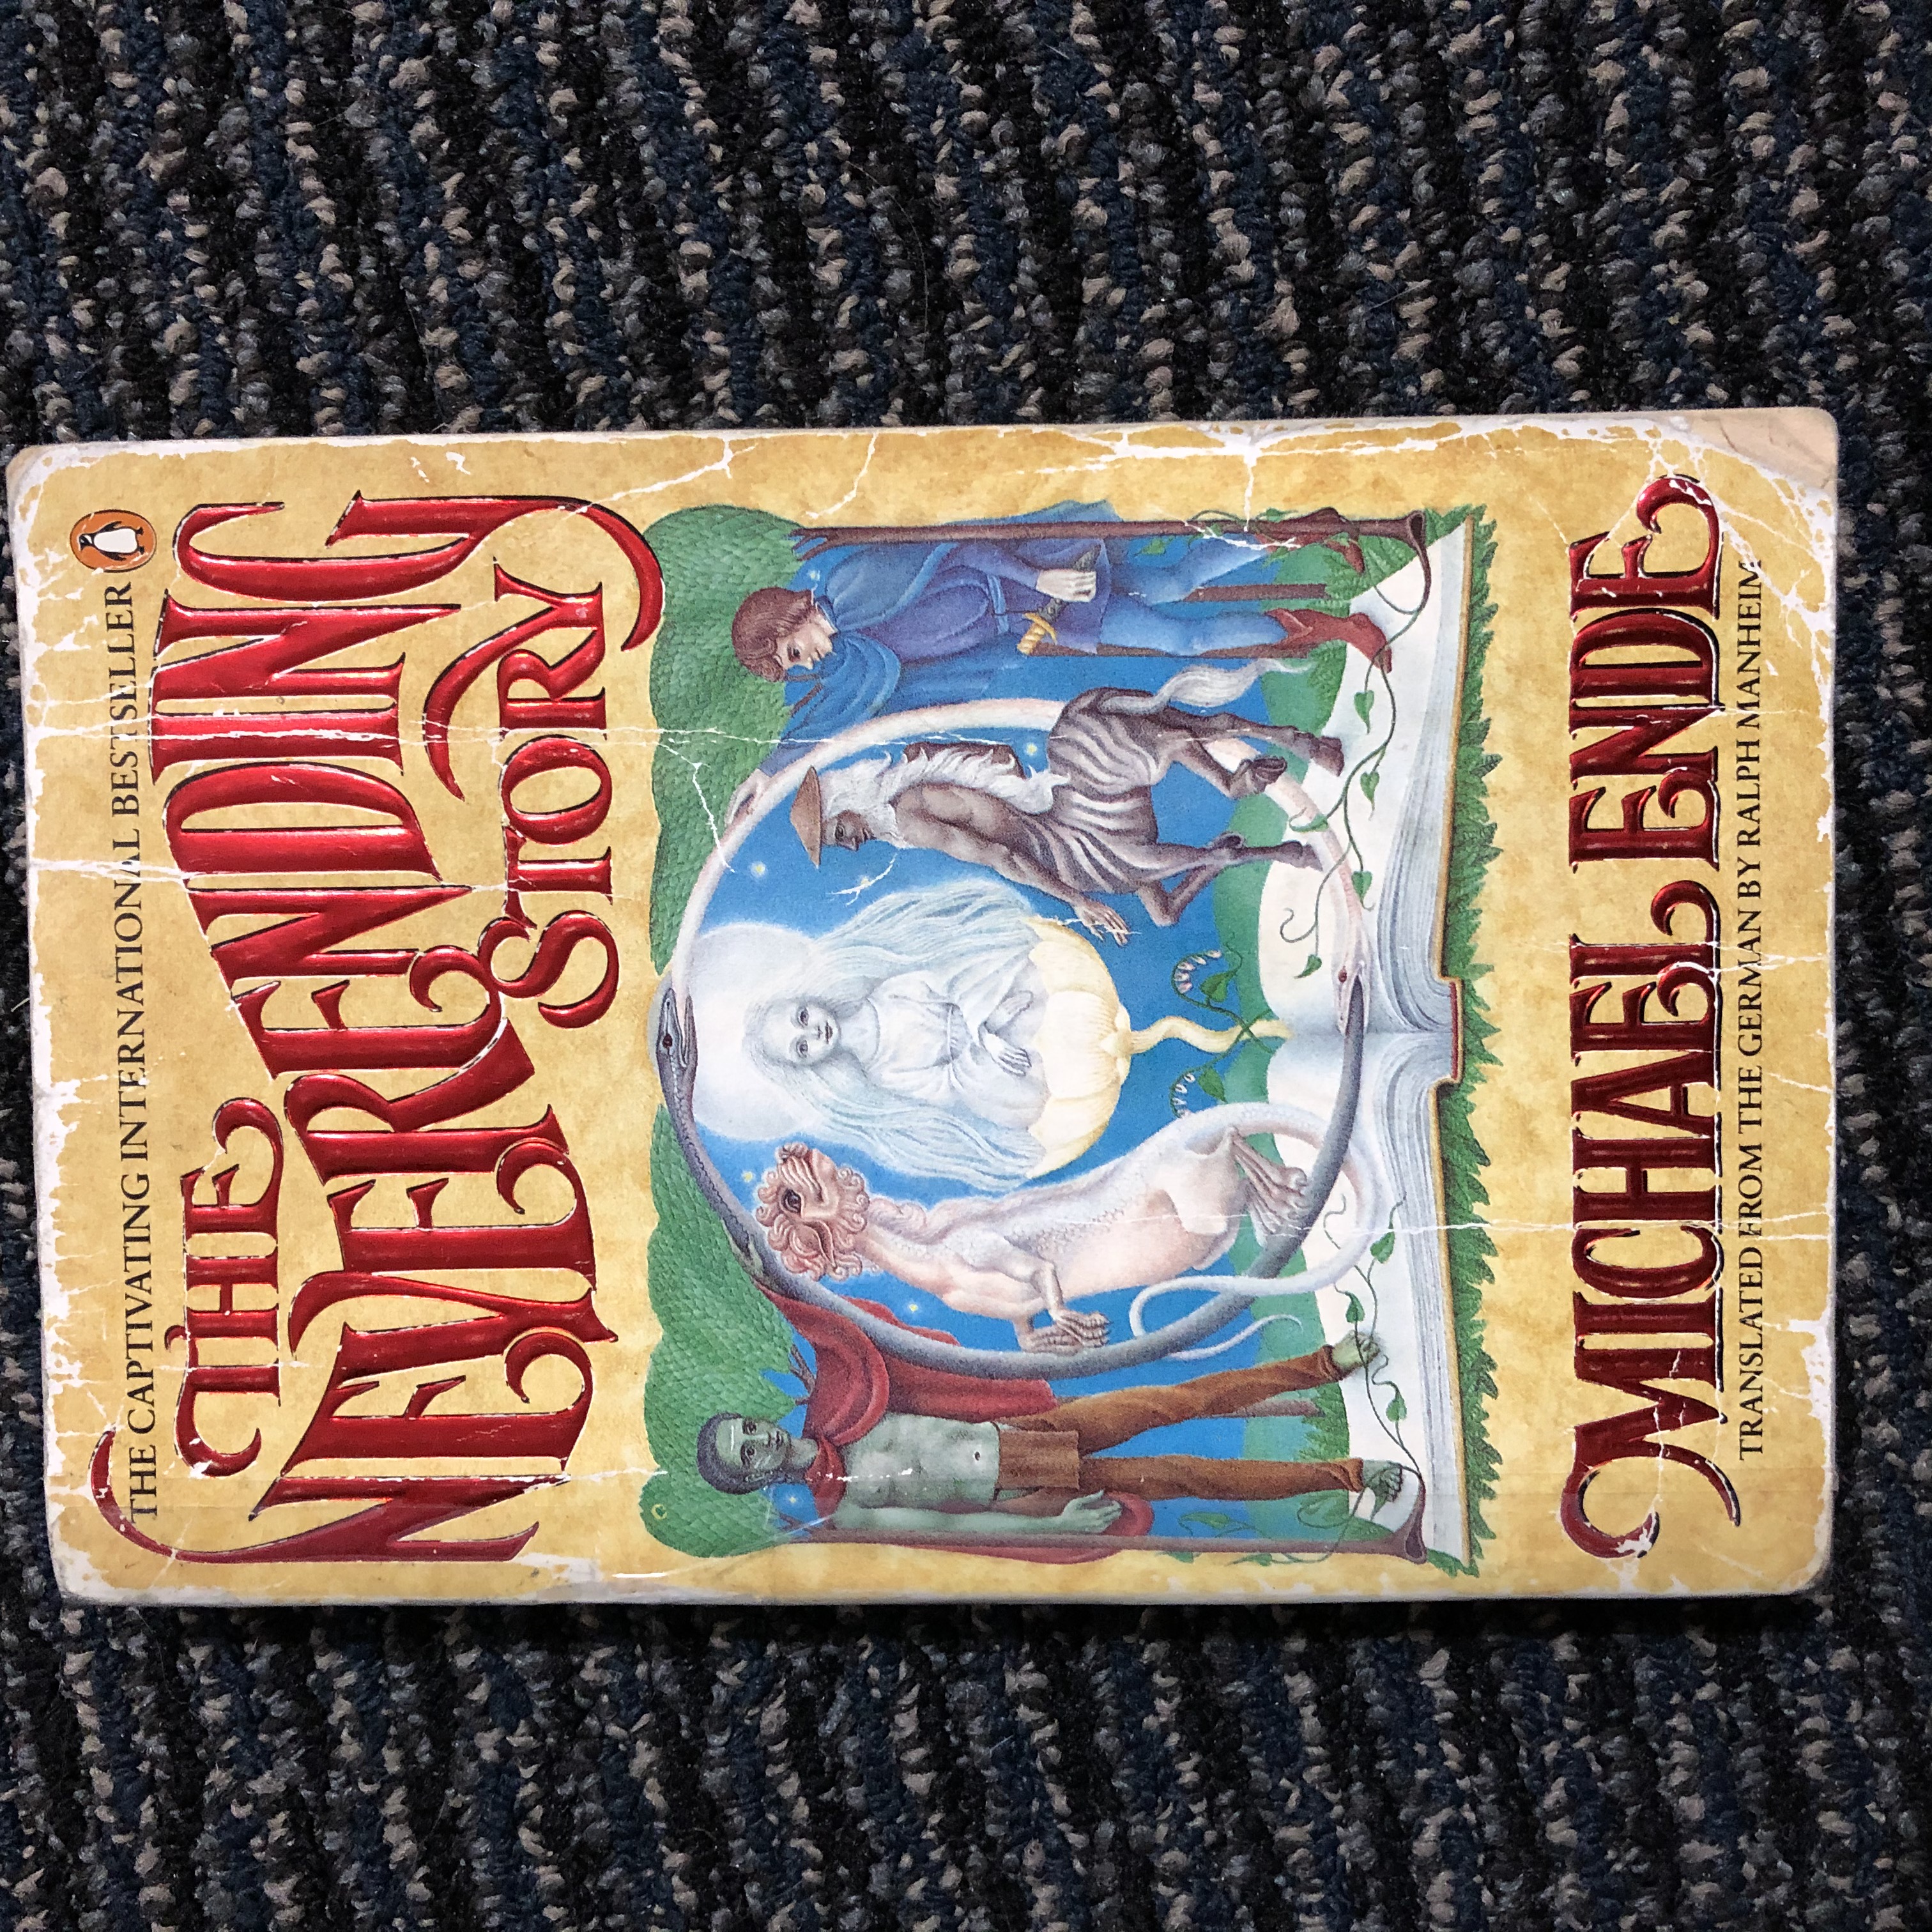 THE CAPTIVATING INTERNATIONAL BESTSELLER
THE
NEVERENDING
STORY
MICHAEL ENDE
TRANSLATED FROM THE GERMAN BY RALPH MANHEIM